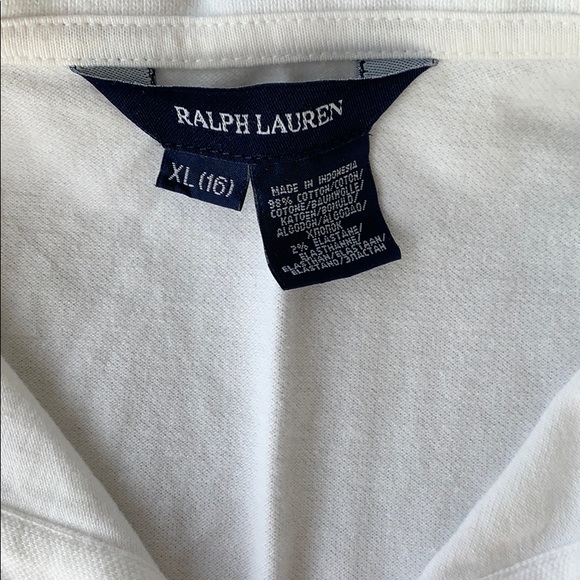 RALPH LAUREN
XL (16)
MADE IN INDONESIA
98% COTTON/COTON/
COTONE/BAUMWOLLE/
KATOEN/BOMULD/
ALGODÓN/ALGODÃO/
ХЛОПОК
2% ELASTANE/
ELASTHANNE/
ELASTHAN/ELASTAAN/
ELASTANO/ЭЛАСТАН